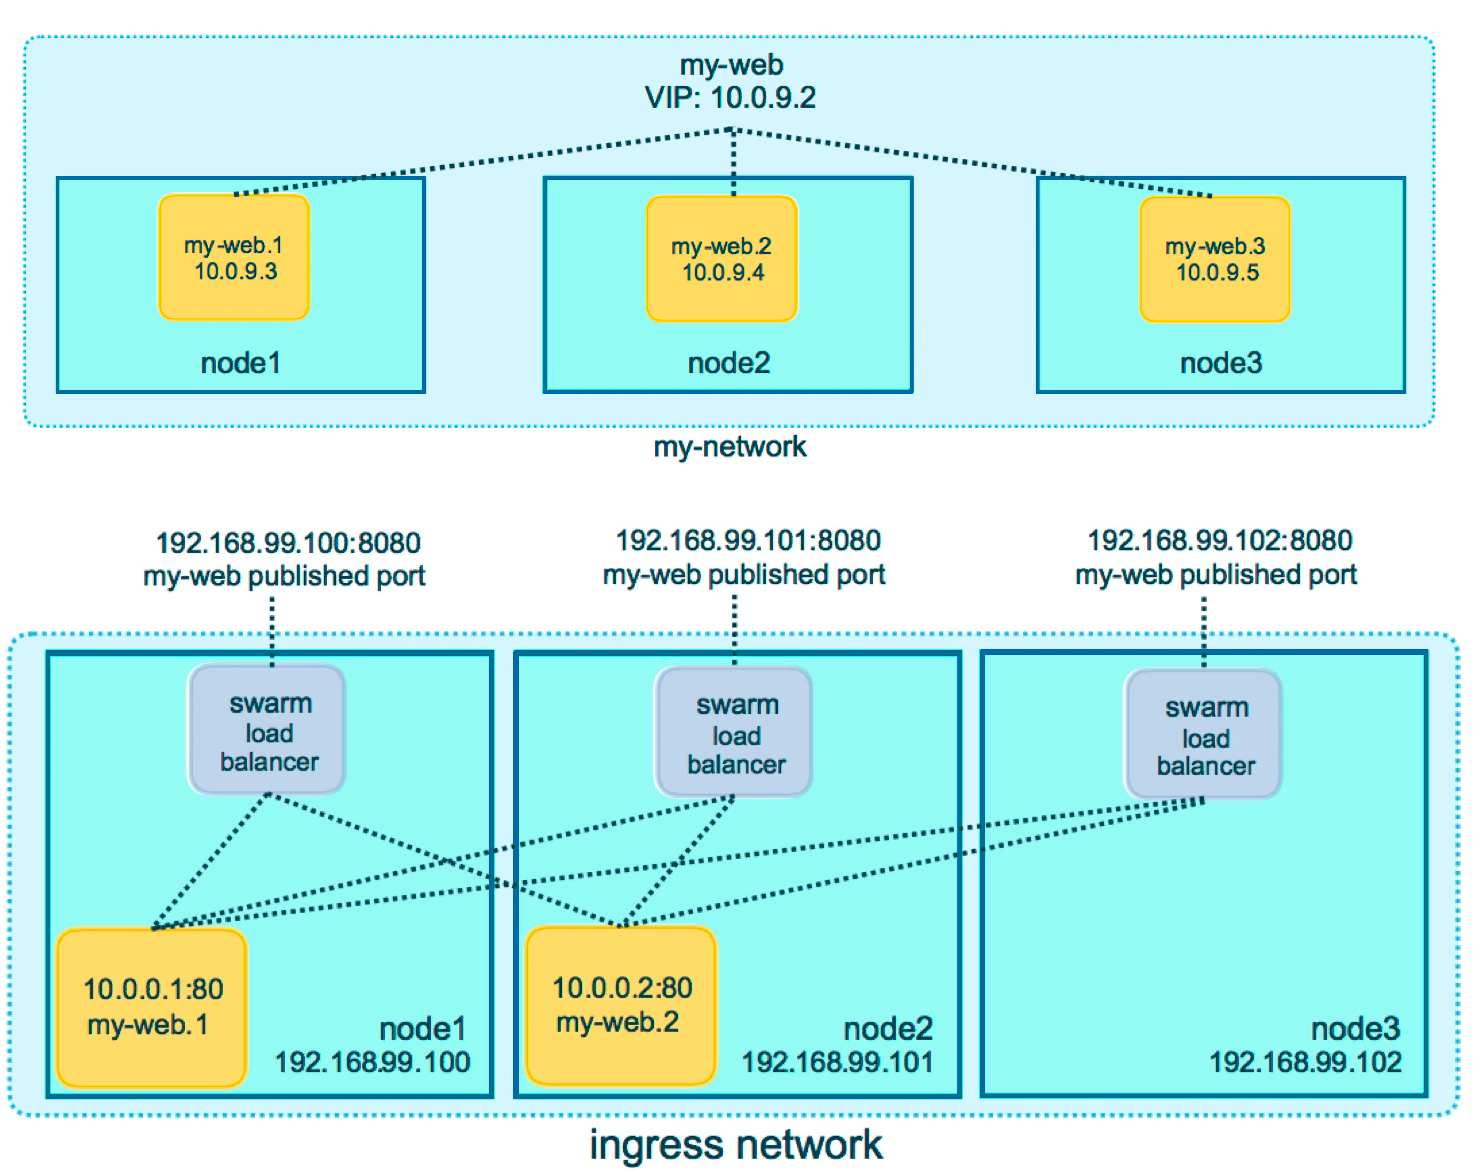 my-web
VIP: 10.0.9.2
my-web.1
10.0.9.3
node1
my-web.2
10.0.9.4
node2
my-web.3
10.0.9.5
node3
my-network
192.168.99.100:8080
my-web published port
192.168.99.101:8080
my-web published port
192.168.99.102:8080
my-web published port
swarm
load
balancer
swarm
load
balancer
swarm
load
balancer
10.0.0.1:80
my-web.1
node1
192.168.99.100
10.0.0.2:80
my-web.2
node2
192.168.99.101
node3
192.168.99.102
ingress network